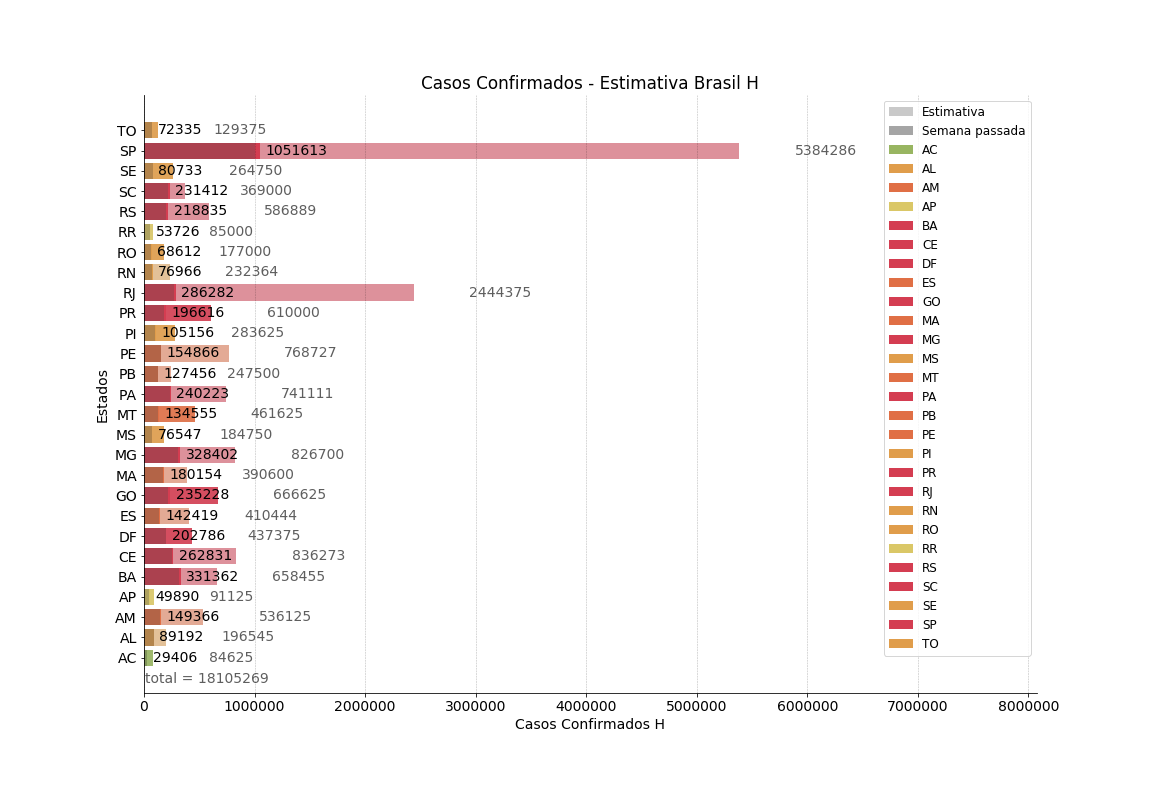 Casos Confirmados - Estimativa Brasil H
Estados
TO 72335 129375
SP 1051613 5384286
SE 80733 264750
SC 231412 369000
RS 218835 586889
RR 53726 85000
RO 68612 177000
RN 76966 232364
RJ 286282 2444375
PR 196616 610000
PI 105156 283625
PE 154866 768727
PB 127456 247500
PA 240223 741111
MT 134555 461625
MS 76547 184750
MG 328402 826700
MA 180154 390600
GO 235228 666625
ES 142419 410444
DF 202786 437375
CE 262831 836273
BA 331362 658455
AP 49890 91125
AM 149366 536125
AL 89192 196545
AC 29406 84625
total = 18105269
0 1000000 2000000 3000000 4000000 5000000 6000000 7000000 8000000
Casos Confirmados H
Estimativa
Semana passada
AC
AL
AM
AP
BA
CE
DF
ES
GO
MA
MG
MS
MT
PA
PB
PE
PI
PR
RJ
RN
RO
RR
RS
SC
SE
SP
TO